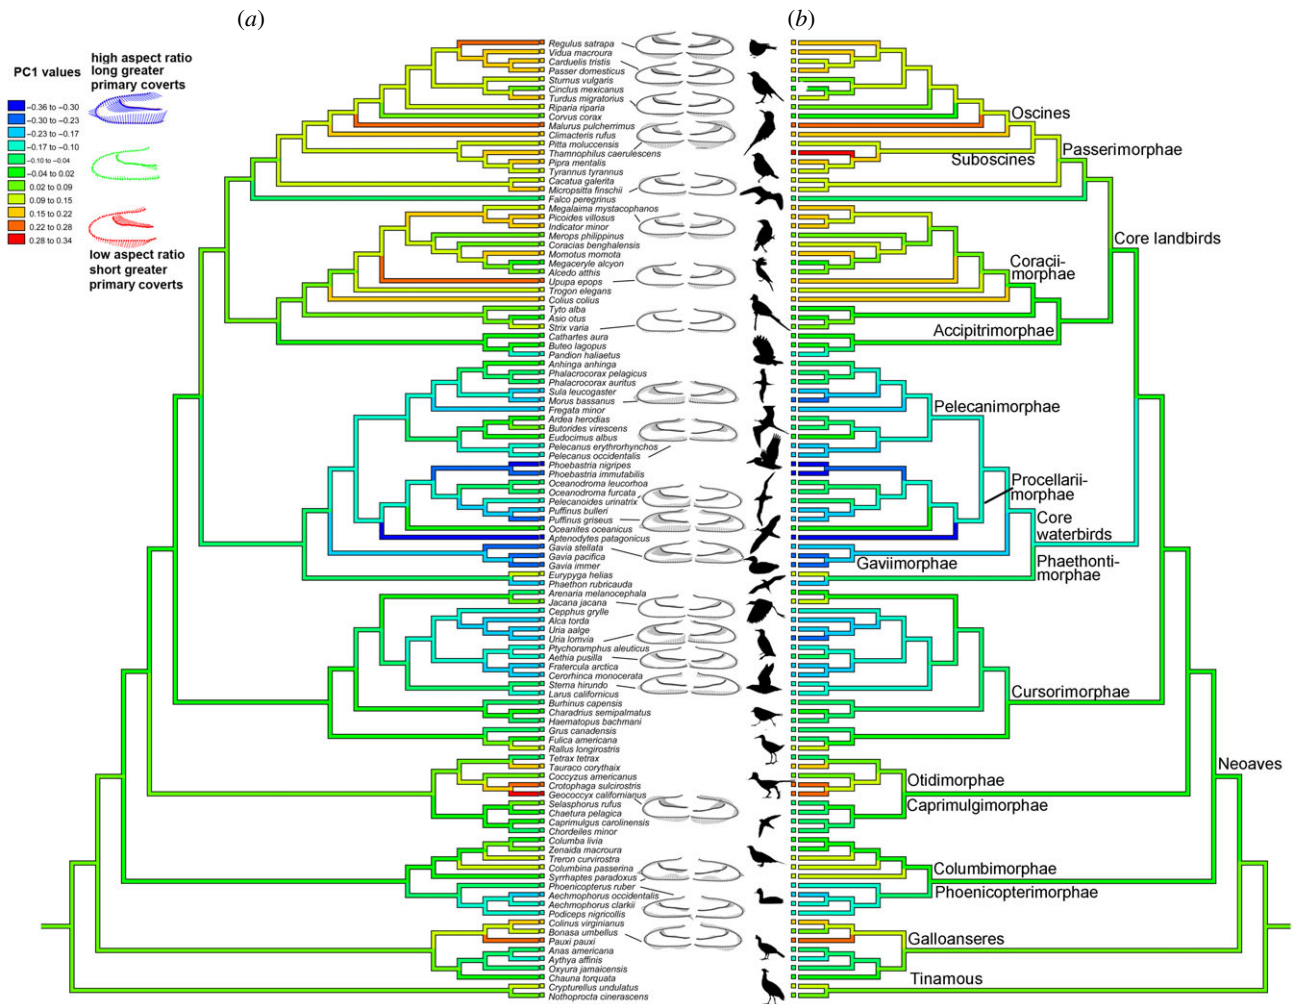 (a)
(b)
PC1 values
high aspect ratio
long greater
primary coverts
−0.36 to −0.30
−0.30 to −0.23
−0.23 to −0.17
−0.17 to −0.10
−0.10 to −0.04
−0.04 to 0.02
0.02 to 0.09
0.09 to 0.15
0.15 to 0.22
0.22 to 0.28
0.28 to 0.34
low aspect ratio
short greater
primary coverts
Regulus satrapa
Vidua macroura
Carduelis tristis
Passer domesticus
Sturnus vulgaris
Cinclus mexicanus
Turdus migratorius
Riparia riparia
Corvus corax
Malurus pulcherrimus
Climacteris rufus
Pitta moluccensis
Thamnophilus caerulescens
Pipra mentalis
Tyrannus tyrannus
Cacatua galerita
Micropsitta finschii
Falco peregrinus
Megalaima mystacophanos
Picoides villosus
Indicator minor
Merops philippinus
Coracias benghalensis
Momotus momota
Megaceryle alcyon
Alcedo atthis
Upupa epops
Trogon elegans
Colius colius
Tyto alba
Asio otus
Strix varia
Cathartes aura
Buteo lagopus
Pandion haliaetus
Anhinga anhinga
Phalacrocorax pelagicus
Phalacrocorax auritus
Sula leucogaster
Morus bassanus
Fregata minor
Ardea herodias
Butorides virescens
Eudocimus albus
Pelecanus erythrorhynchos
Pelecanus occidentalis
Phoebastria nigripes
Phoebastria immutabilis
Oceanodroma leucorhoa
Oceanodroma furcata
Pelecanoides urinatrix
Puffinus bulleri
Puffinus griseus
Oceanites oceanicus
Aptenodytes patagonicus
Gavia stellata
Gavia pacifica
Gavia immer
Eurypyga helias
Phaethon rubricauda
Arenaria melanocephala
Jacana jacana
Cepphus grylle
Alca torda
Uria aalge
Uria lomvia
Ptychoramphus aleuticus
Aethia pusilla
Fratercula arctica
Cerorhinca monocerata
Sterna hirundo
Larus californicus
Burhinus capensis
Charadrius semipalmatus
Haematopus bachmani
Grus canadensis
Fulica americana
Rallus longirostris
Tetrax tetrax
Tauraco corythaix
Coccyzus americanus
Crotophaga sulcirostris
Geococcyx californianus
Selasphorus rufus
Chaetura pelagica
Caprimulgus carolinensis
Chordeiles minor
Columba livia
Zenaida macroura
Treron curvirostra
Columbina passerina
Syrrhaptes paradoxus
Phoenicopterus ruber
Aechmophorus occidentalis
Aechmophorus clarkii
Podiceps nigricollis
Colinus virginianus
Bonasa umbellus
Pauxi pauxi
Anas americana
Aythya affinis
Oxyura jamaicensis
Chauna torquata
Crypturellus undulatus
Nothoprocta cinerascens
Oscines
Passerimorphae
Suboscines
Core landbirds
Coracii-
morphae
Accipitrimorphae
Pelecanimorphae
Procellarii-
morphae
Core
waterbirds
Gaviimorphae
Phaethonti-
morphae
Cursorimorphae
Neoaves
Otidimorphae
Caprimulgimorphae
Columbimorphae
Phoenicopterimorphae
Galloanseres
Tinamous